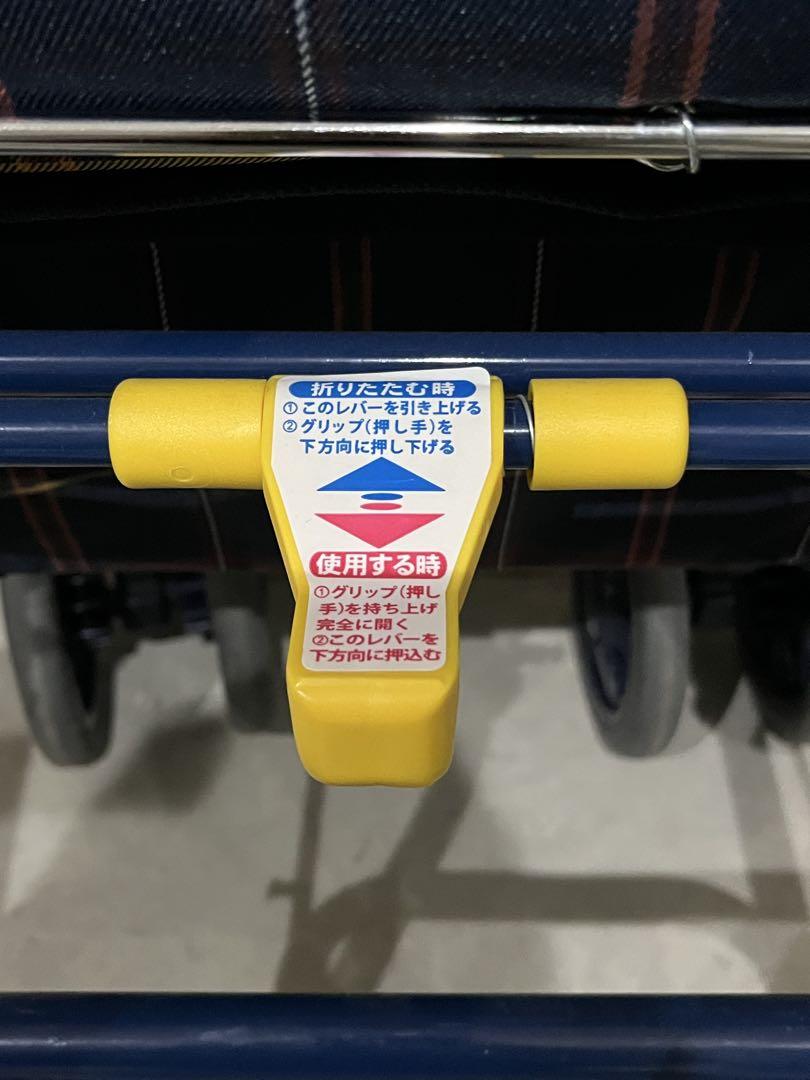 折りたたむ時
①このレバーを引き上げる
②グリップ(押し手)を
下方向に押し下げる
使用する時
①グリップ(押し
手)を持ち上げ
完全に開く
②このレバーを
下方向に押込む